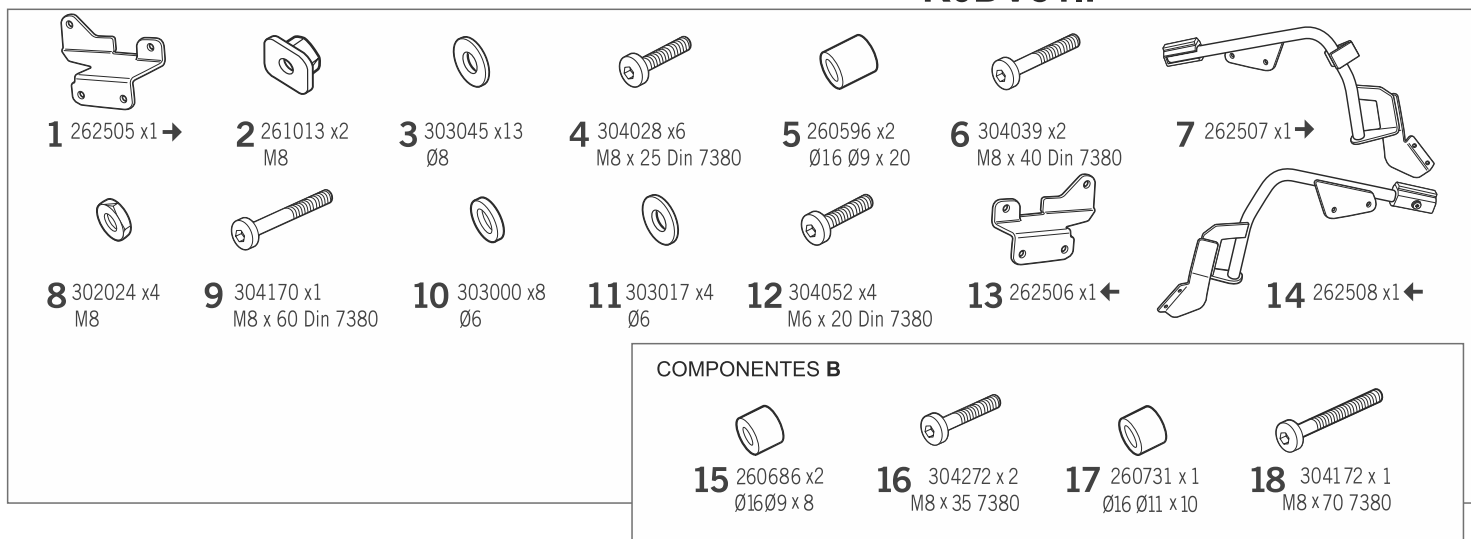 1 262505 x1 →
2 261013 x2
M8
3 303045 x13
Ø8
4 304028 x6
M8 x 25 Din 7380
5 260596 x2
Ø16 Ø9 x 20
6 304039 x2
M8 x 40 Din 7380
7 262507 x1 →
8 302024 x4
M8
9 304170 x1
M8 x 60 Din 7380
10 303000 x8
Ø6
11 303017 x4
Ø6
12 304052 x4
M6 x 20 Din 7380
13 262506 x1 ←
14 262508 x1 ←
COMPONENTES B
15 260686 x2
Ø16Ø9 x 8
16 304272 x 2
M8 x 35 7380
17 260731 x 1
Ø16 Ø11 x 10
18 304172 x 1
M8 x 70 7380